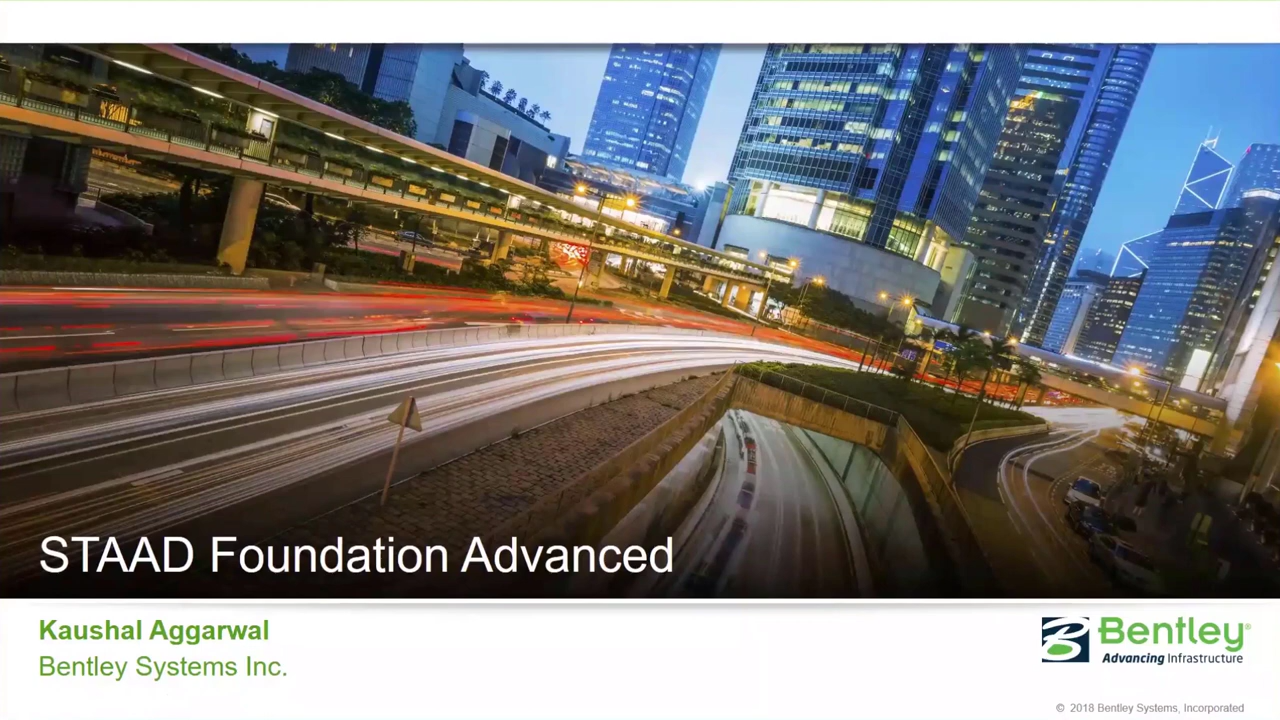 STAAD Foundation Advanced
Kaushal Aggarwal
Bentley Systems Inc.
Bentley®
Advancing Infrastructure
© 2018 Bentley Systems, Incorporated